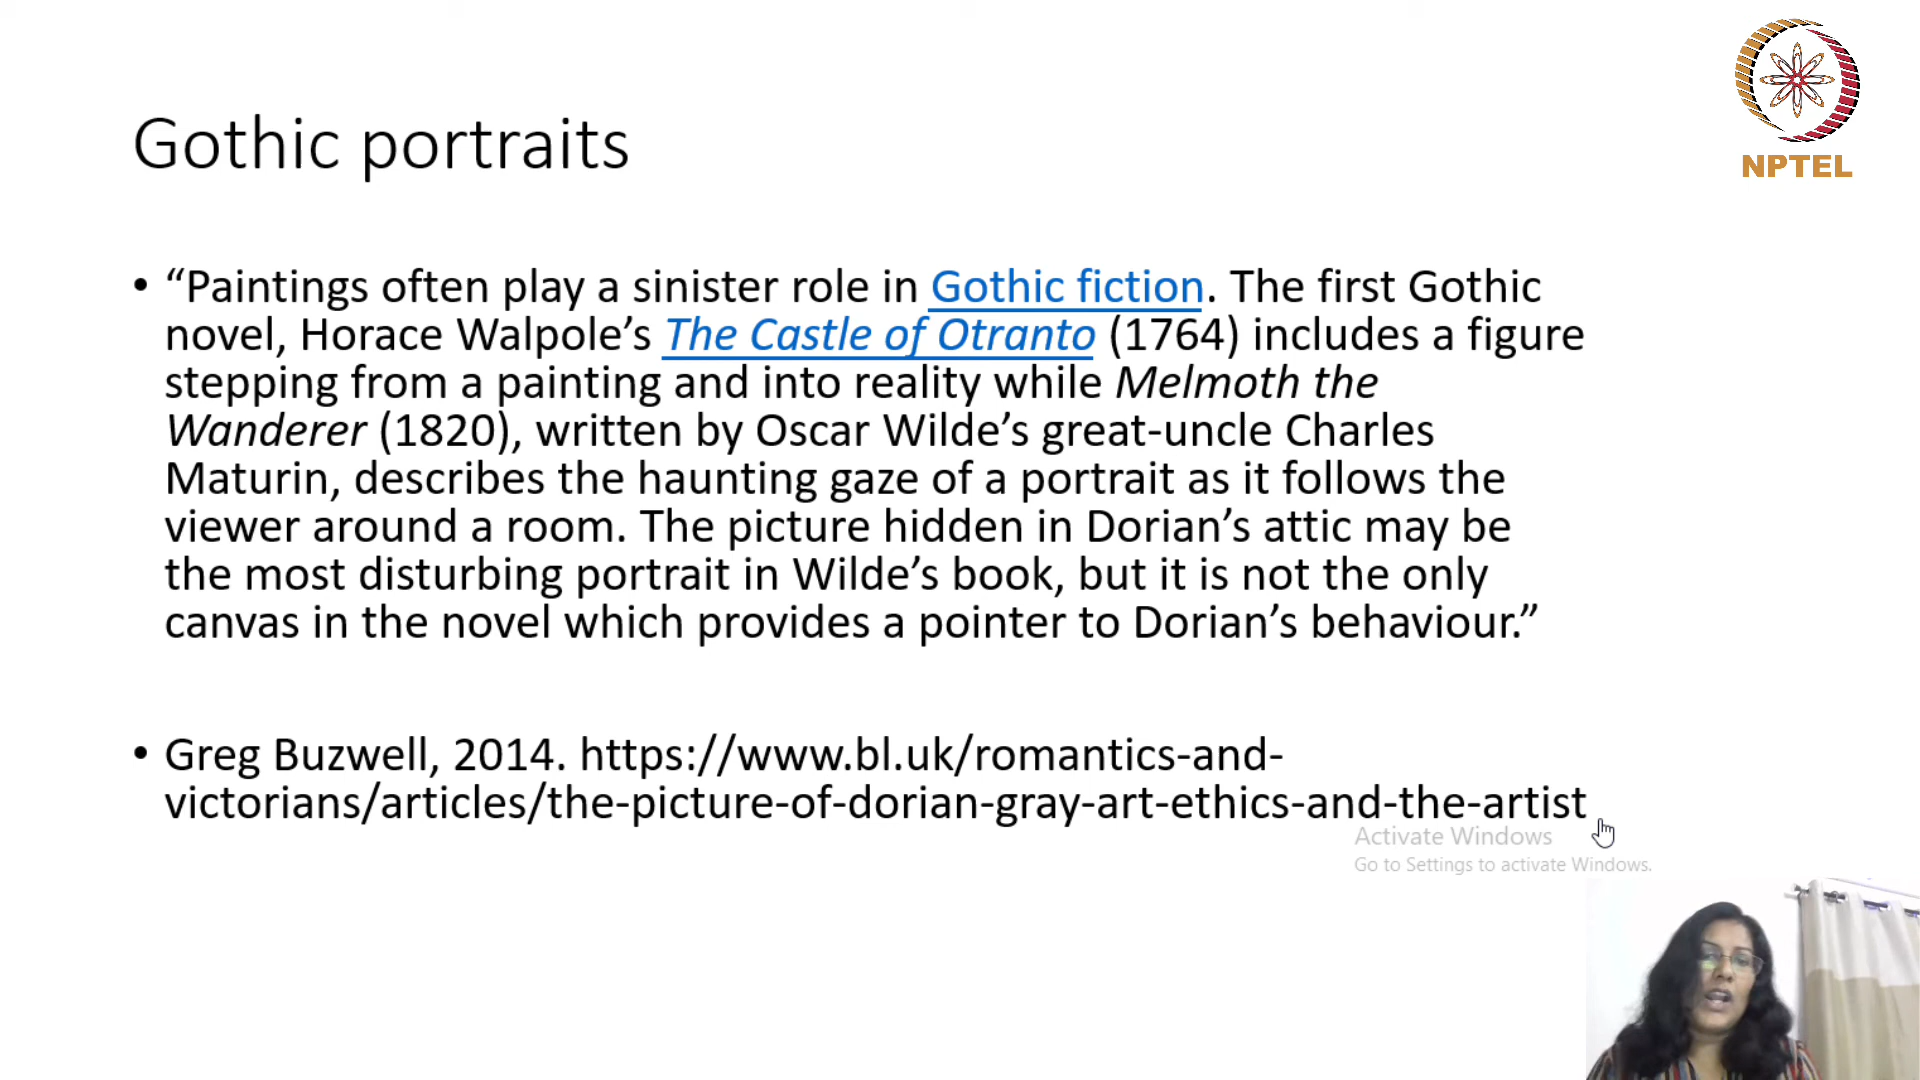 NPTEL
Gothic portraits
• “Paintings often play a sinister role in Gothic fiction. The first Gothic
novel, Horace Walpole’s The Castle of Otranto (1764) includes a figure
stepping from a painting and into reality while Melmoth the
Wanderer (1820), written by Oscar Wilde’s great-uncle Charles
Maturin, describes the haunting gaze of a portrait as it follows the
viewer around a room. The picture hidden in Dorian’s attic may be
the most disturbing portrait in Wilde’s book, but it is not the only
canvas in the novel which provides a pointer to Dorian’s behaviour.”
• Greg Buzwell, 2014. https://www.bl.uk/romantics-and-
victorians/articles/the-picture-of-dorian-gray-art-ethics-and-the-artist
Activate Windows
Go to Settings to activate Windows.